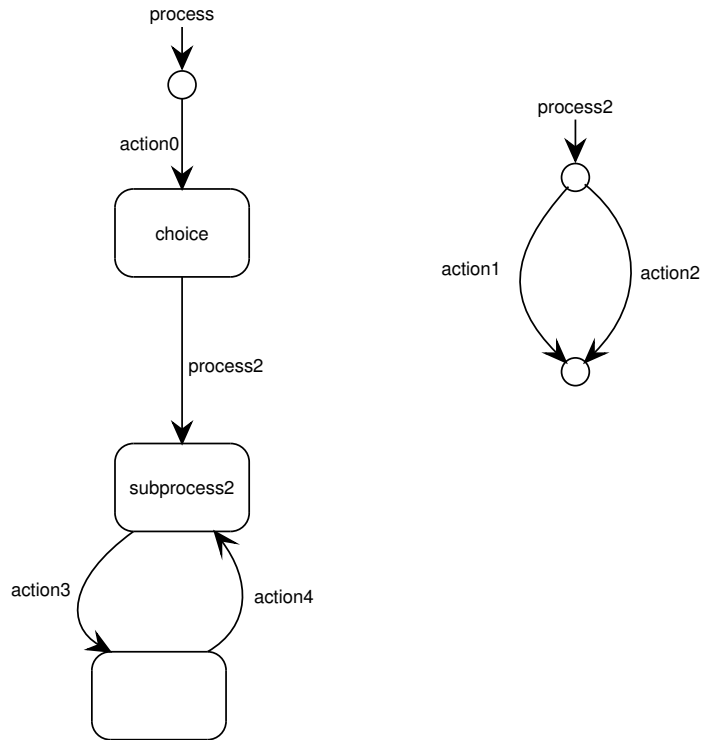 process
action0
choice
process2
subprocess2
action3
action4
process2
action1
action2